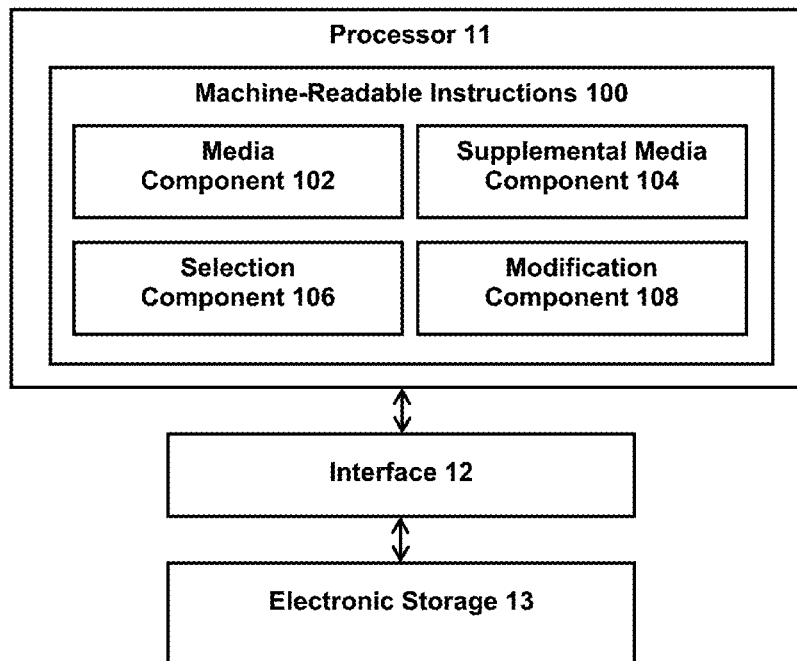 Processor 11
Machine-Readable Instructions 100
Media
Component 102
Supplemental Media
Component 104
Selection
Component 106
Modification
Component 108
Interface 12
Electronic Storage 13